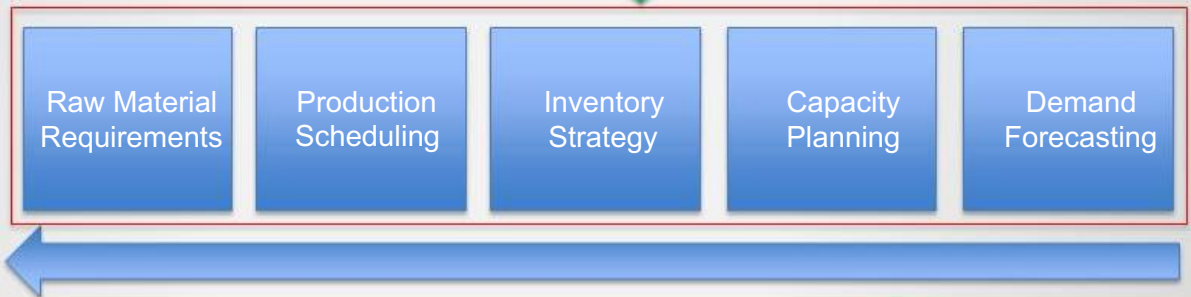 Raw Material
Requirements
Production
Scheduling
Inventory
Strategy
Capacity
Planning
Demand
Forecasting